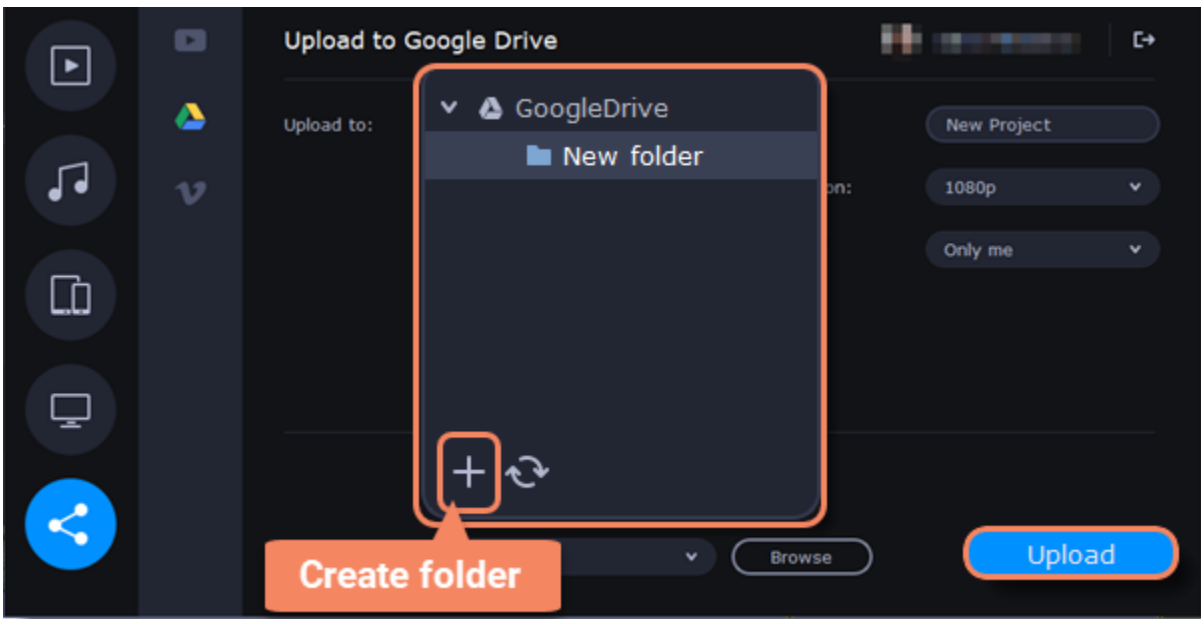 Upload to Google Drive
GoogleDrive
Upload to:
New Project
New folder
on:
1080p
Only me
Create folder
Browse
Upload